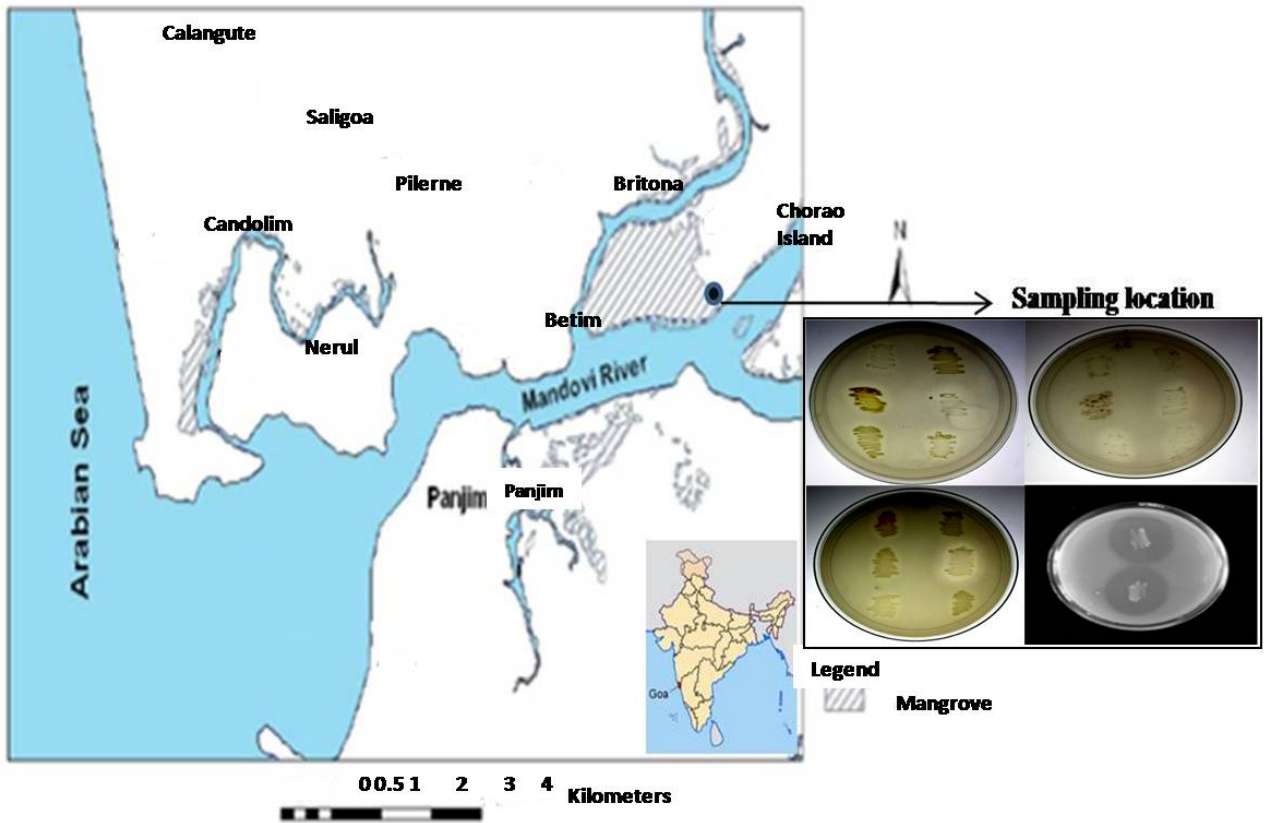 Calangute
Saligoa
Pilerne
Britona
Candolim
Chorao
Island
N
Sampling location
Betim
Nerul
Mandovi River
Arabian Sea
Panjim
Panjim
Goa
Legend
Mangrove
0 0.5 1 2 3 4 Kilometers